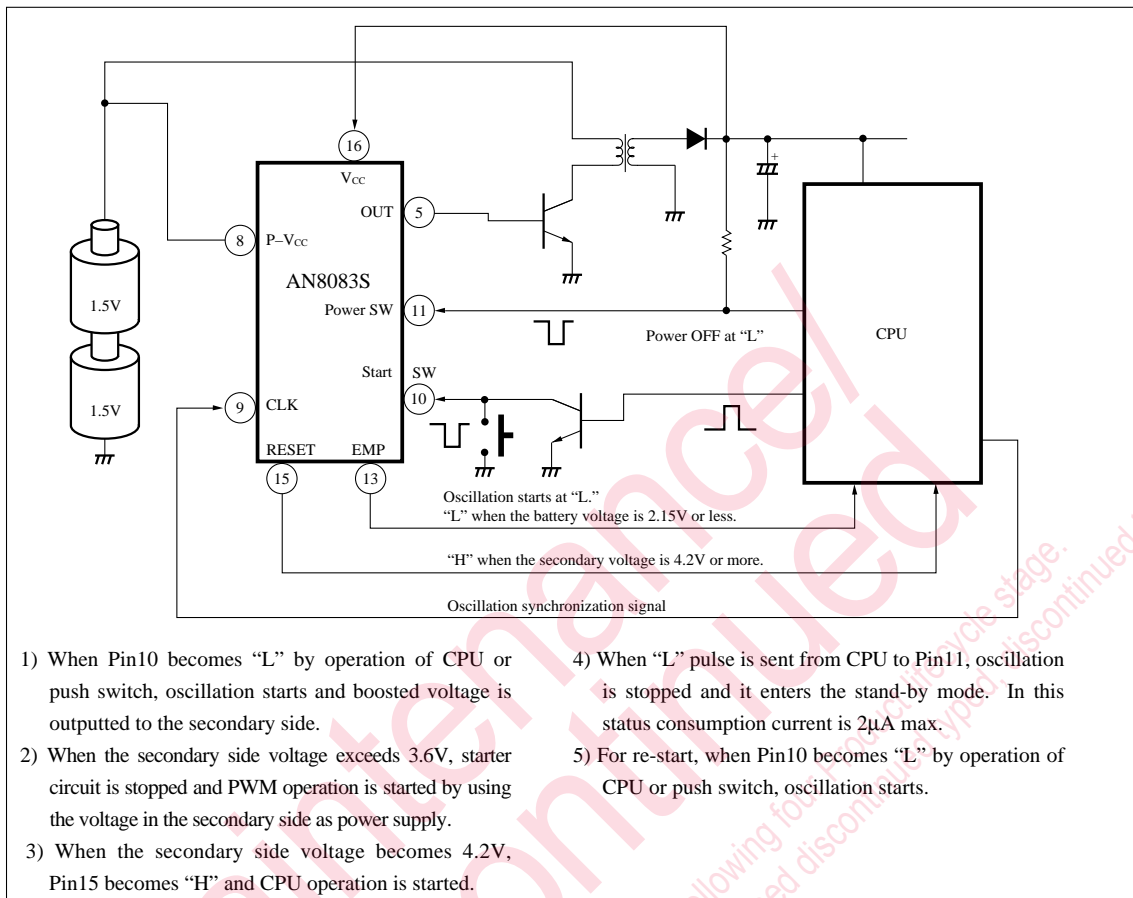 16
VCC
OUT
5
8
P–VCC
AN8083S
1.5V
Power SW
11
Power OFF at “L”
CPU
Start
SW
10
1.5V
9
CLK
RESET
EMP
15
13
Oscillation starts at “L.”
“L” when the battery voltage is 2.15V or less.
“H” when the secondary voltage is 4.2V or more.
Oscillation synchronization signal
+
1) When Pin10 becomes “L” by operation of CPU or
push switch, oscillation starts and boosted voltage is
outputted to the secondary side.
2) When the secondary side voltage exceeds 3.6V, starter
circuit is stopped and PWM operation is started by using
the voltage in the secondary side as power supply.
3) When the secondary side voltage becomes 4.2V,
Pin15 becomes “H” and CPU operation is started.
4) When “L” pulse is sent from CPU to Pin11, oscillation
is stopped and it enters the stand-by mode. In this
status consumption current is 2μA max.
5) For re-start, when Pin10 becomes “L” by operation of
CPU or push switch, oscillation starts.